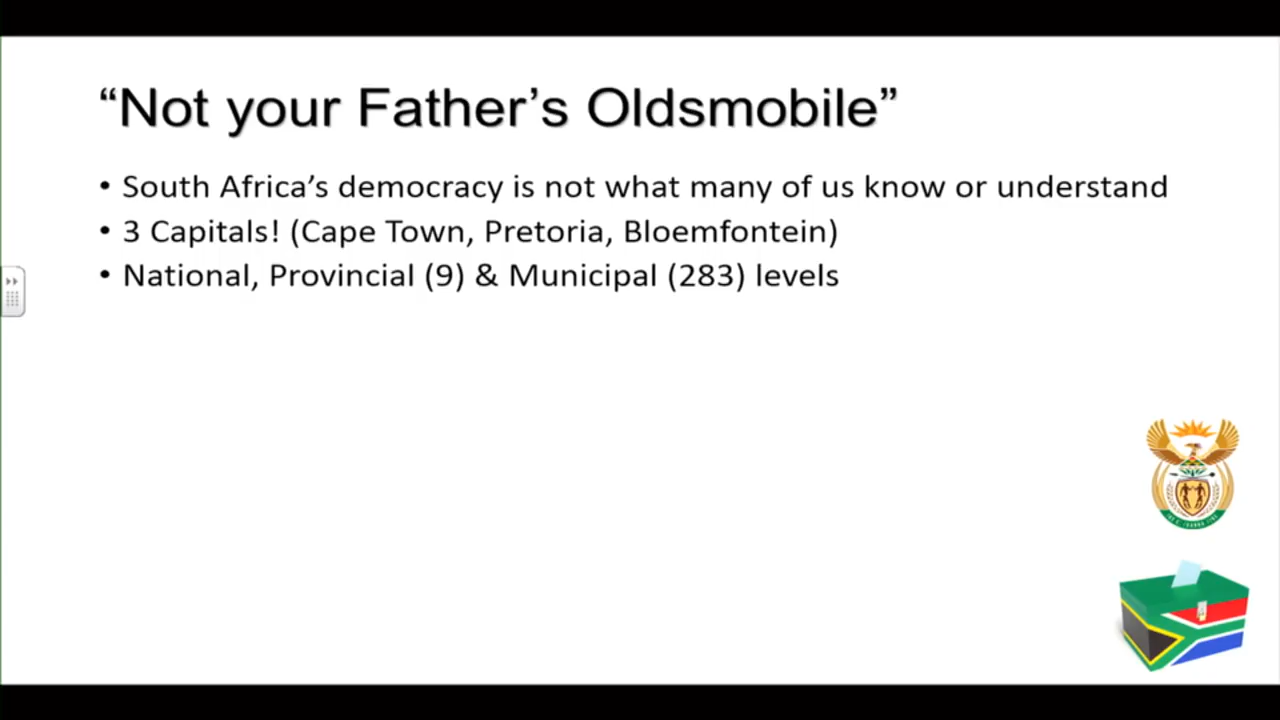 “Not your Father’s Oldsmobile”
• South Africa’s democracy is not what many of us know or understand
• 3 Capitals! (Cape Town, Pretoria, Bloemfontein)
• National, Provincial (9) & Municipal (283) levels